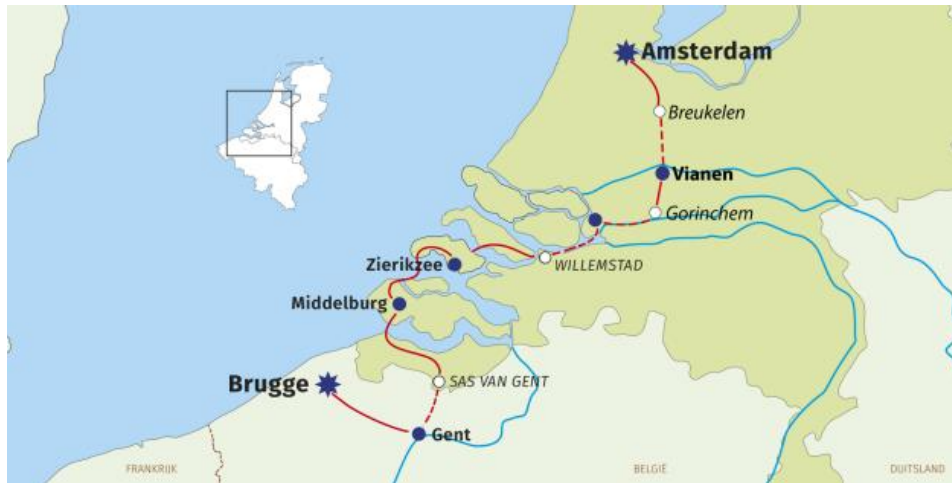 Amsterdam
Breukelen
Vianen
Gorinchem
Zierikzee
WILLEMSTAD
Middelburg
Brugge
SAS VAN GENT
Gent
FRANKRIJK
BELGIË
DUITSLAND